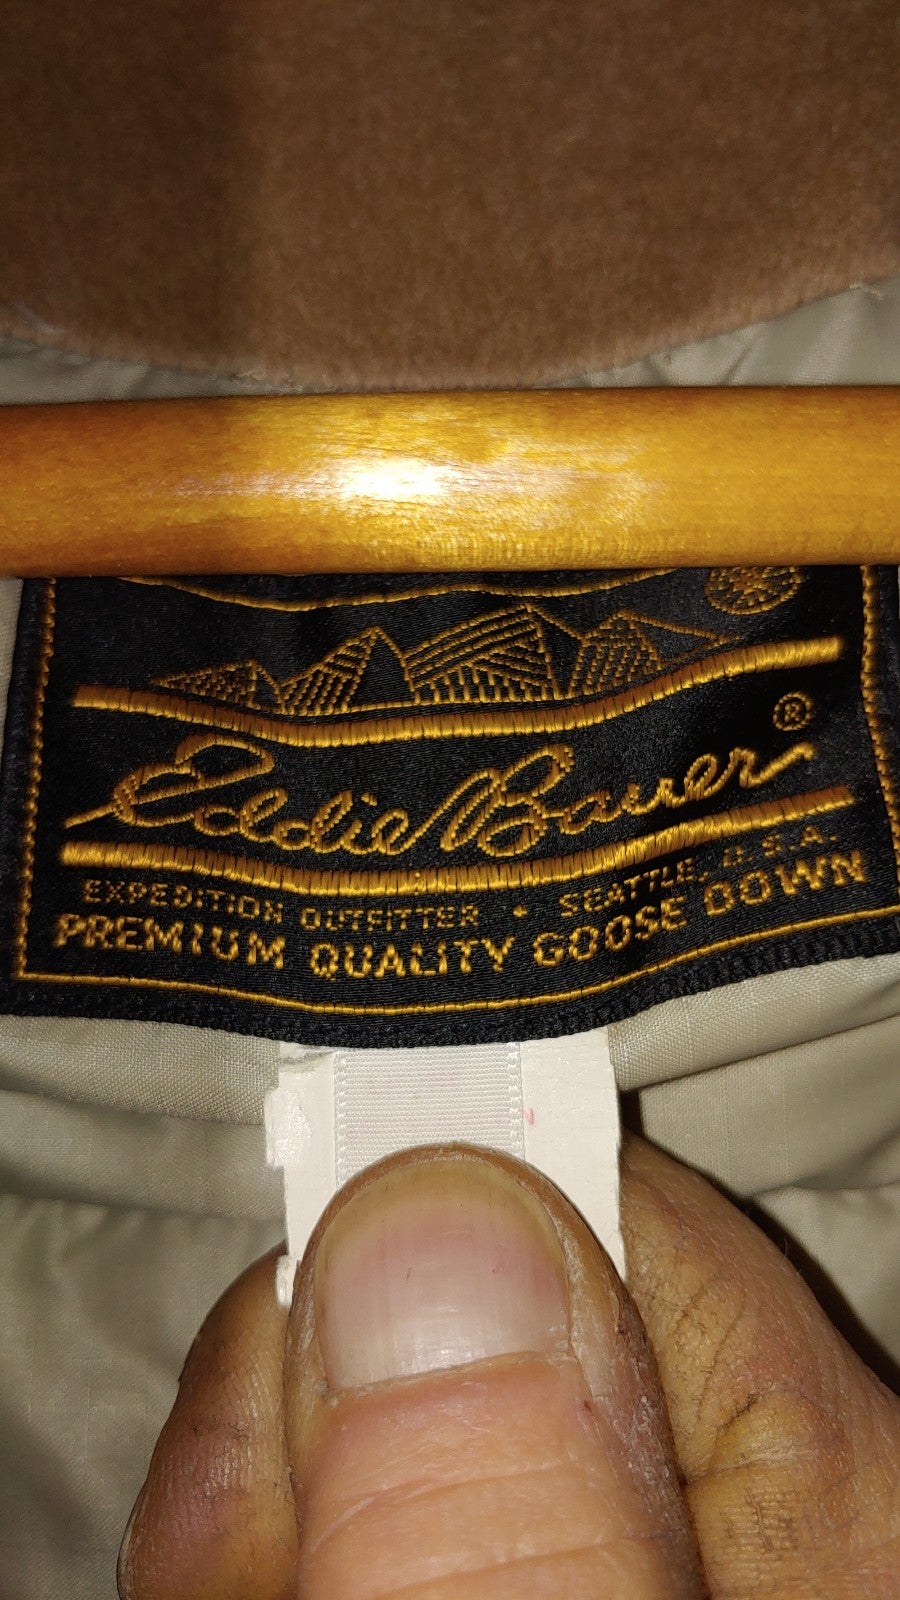 Eddie Bauer ®
EXPEDITION OUTFITTER • SEATTLE, U.S.A.
PREMIUM QUALITY GOOSE DOWN